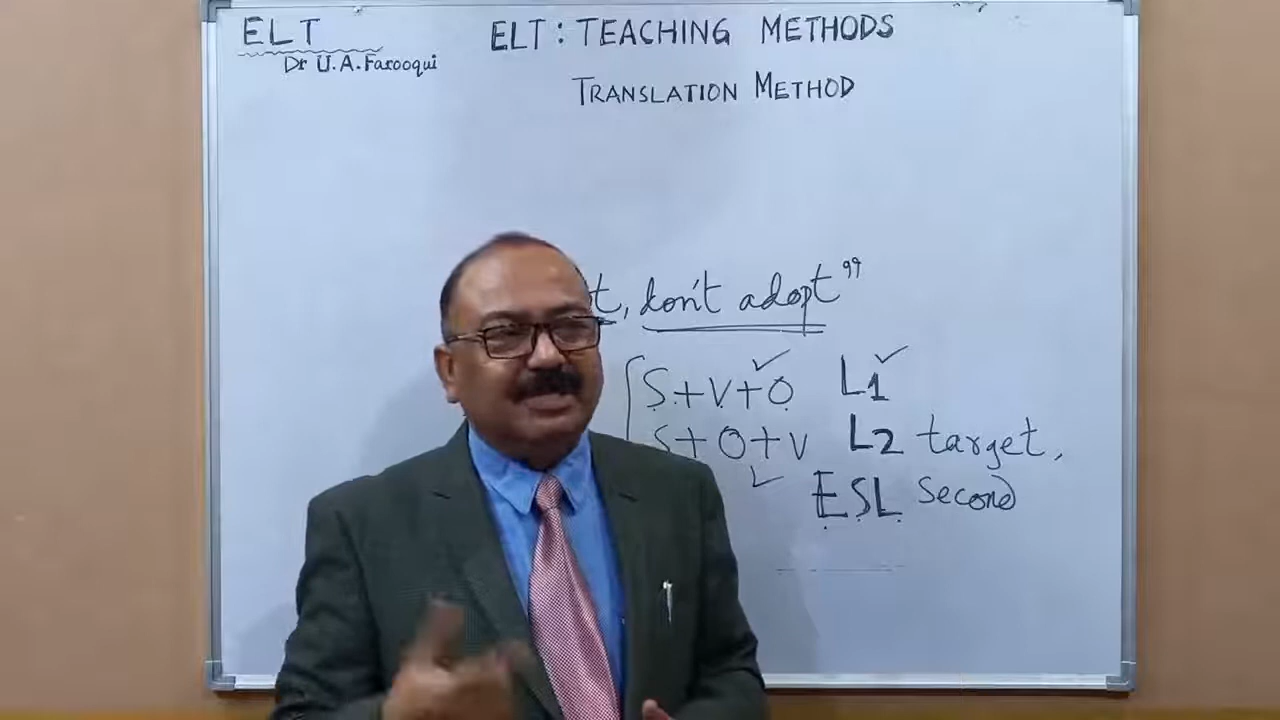 ELT
Dr U.A.Farooqui
ELT : TEACHING METHODS
TRANSLATION METHOD
t, don't adopt”
S+V+O L1
S+O+V L2 target,
ESL Second